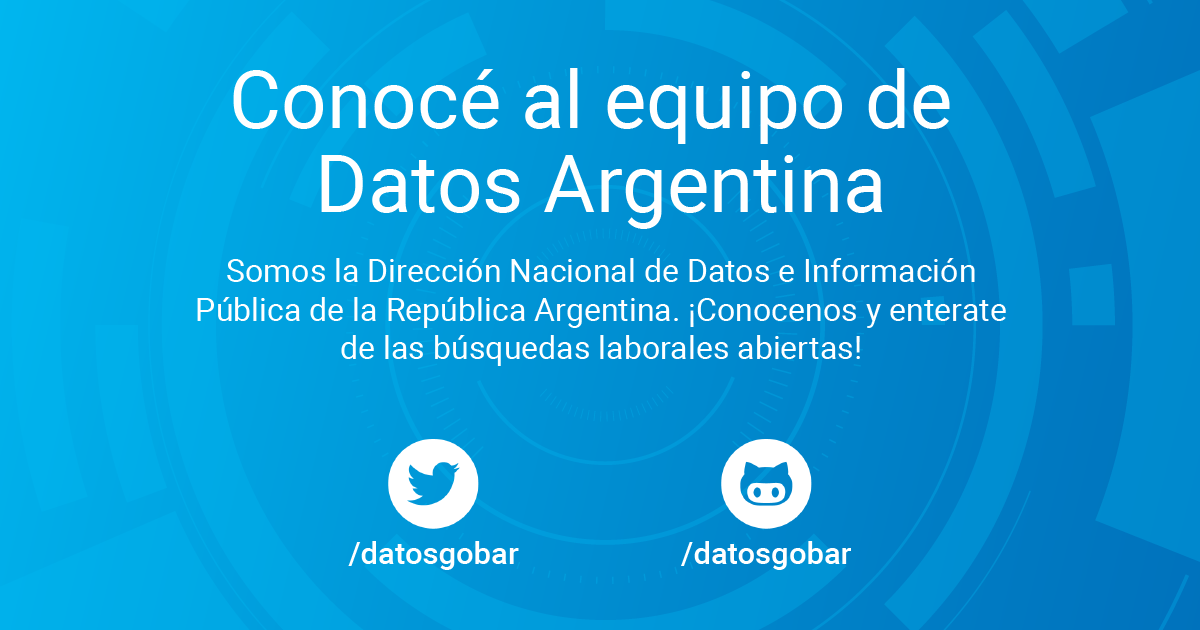 Conocé al equipo de
Datos Argentina
Somos la Dirección Nacional de Datos e Información
Pública de la República Argentina. ¡Conocenos y enterate
de las búsquedas laborales abiertas!
/datosgobar
/datosgobar